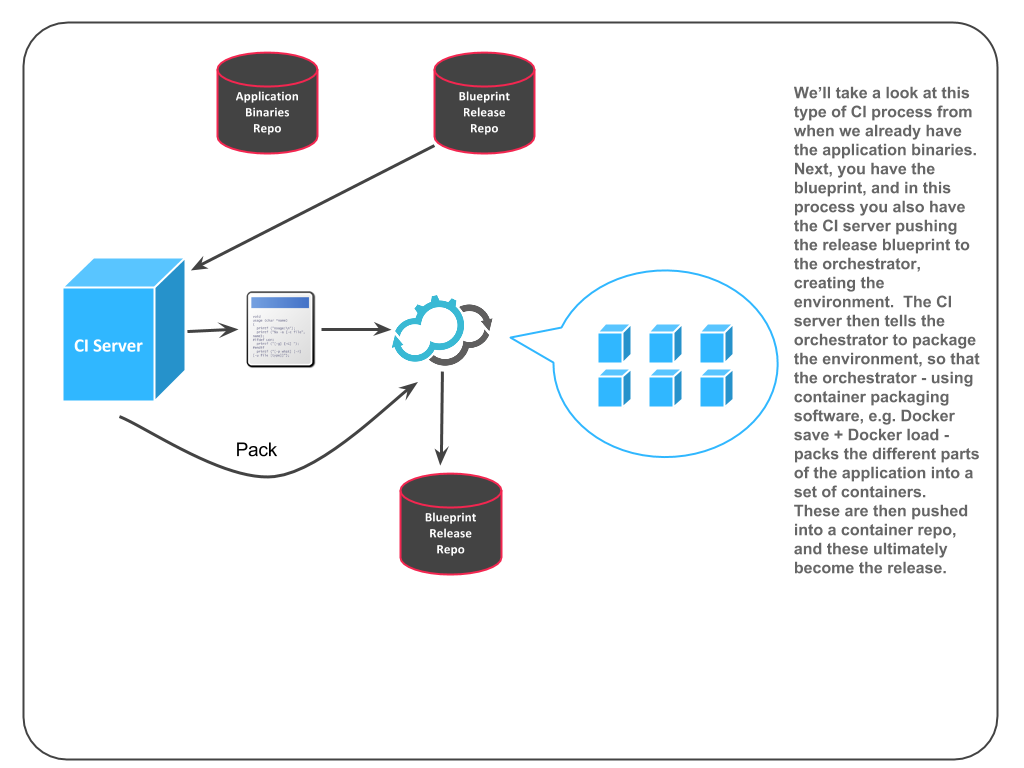 Application
Binaries
Repo
Blueprint
Release
Repo
We’ll take a look at this
type of CI process from
when we already have
the application binaries.
Next, you have the
blueprint, and in this
process you also have
the CI server pushing
the release blueprint to
the orchestrator,
creating the
environment.  The CI
server then tells the
orchestrator to package
the environment, so that
the orchestrator - using
container packaging
software, e.g. Docker
save + Docker load -
packs the different parts
of the application into a
set of containers.
These are then pushed
into a container repo,
and these ultimately
become the release.
CI Server
Pack
Blueprint
Release
Repo